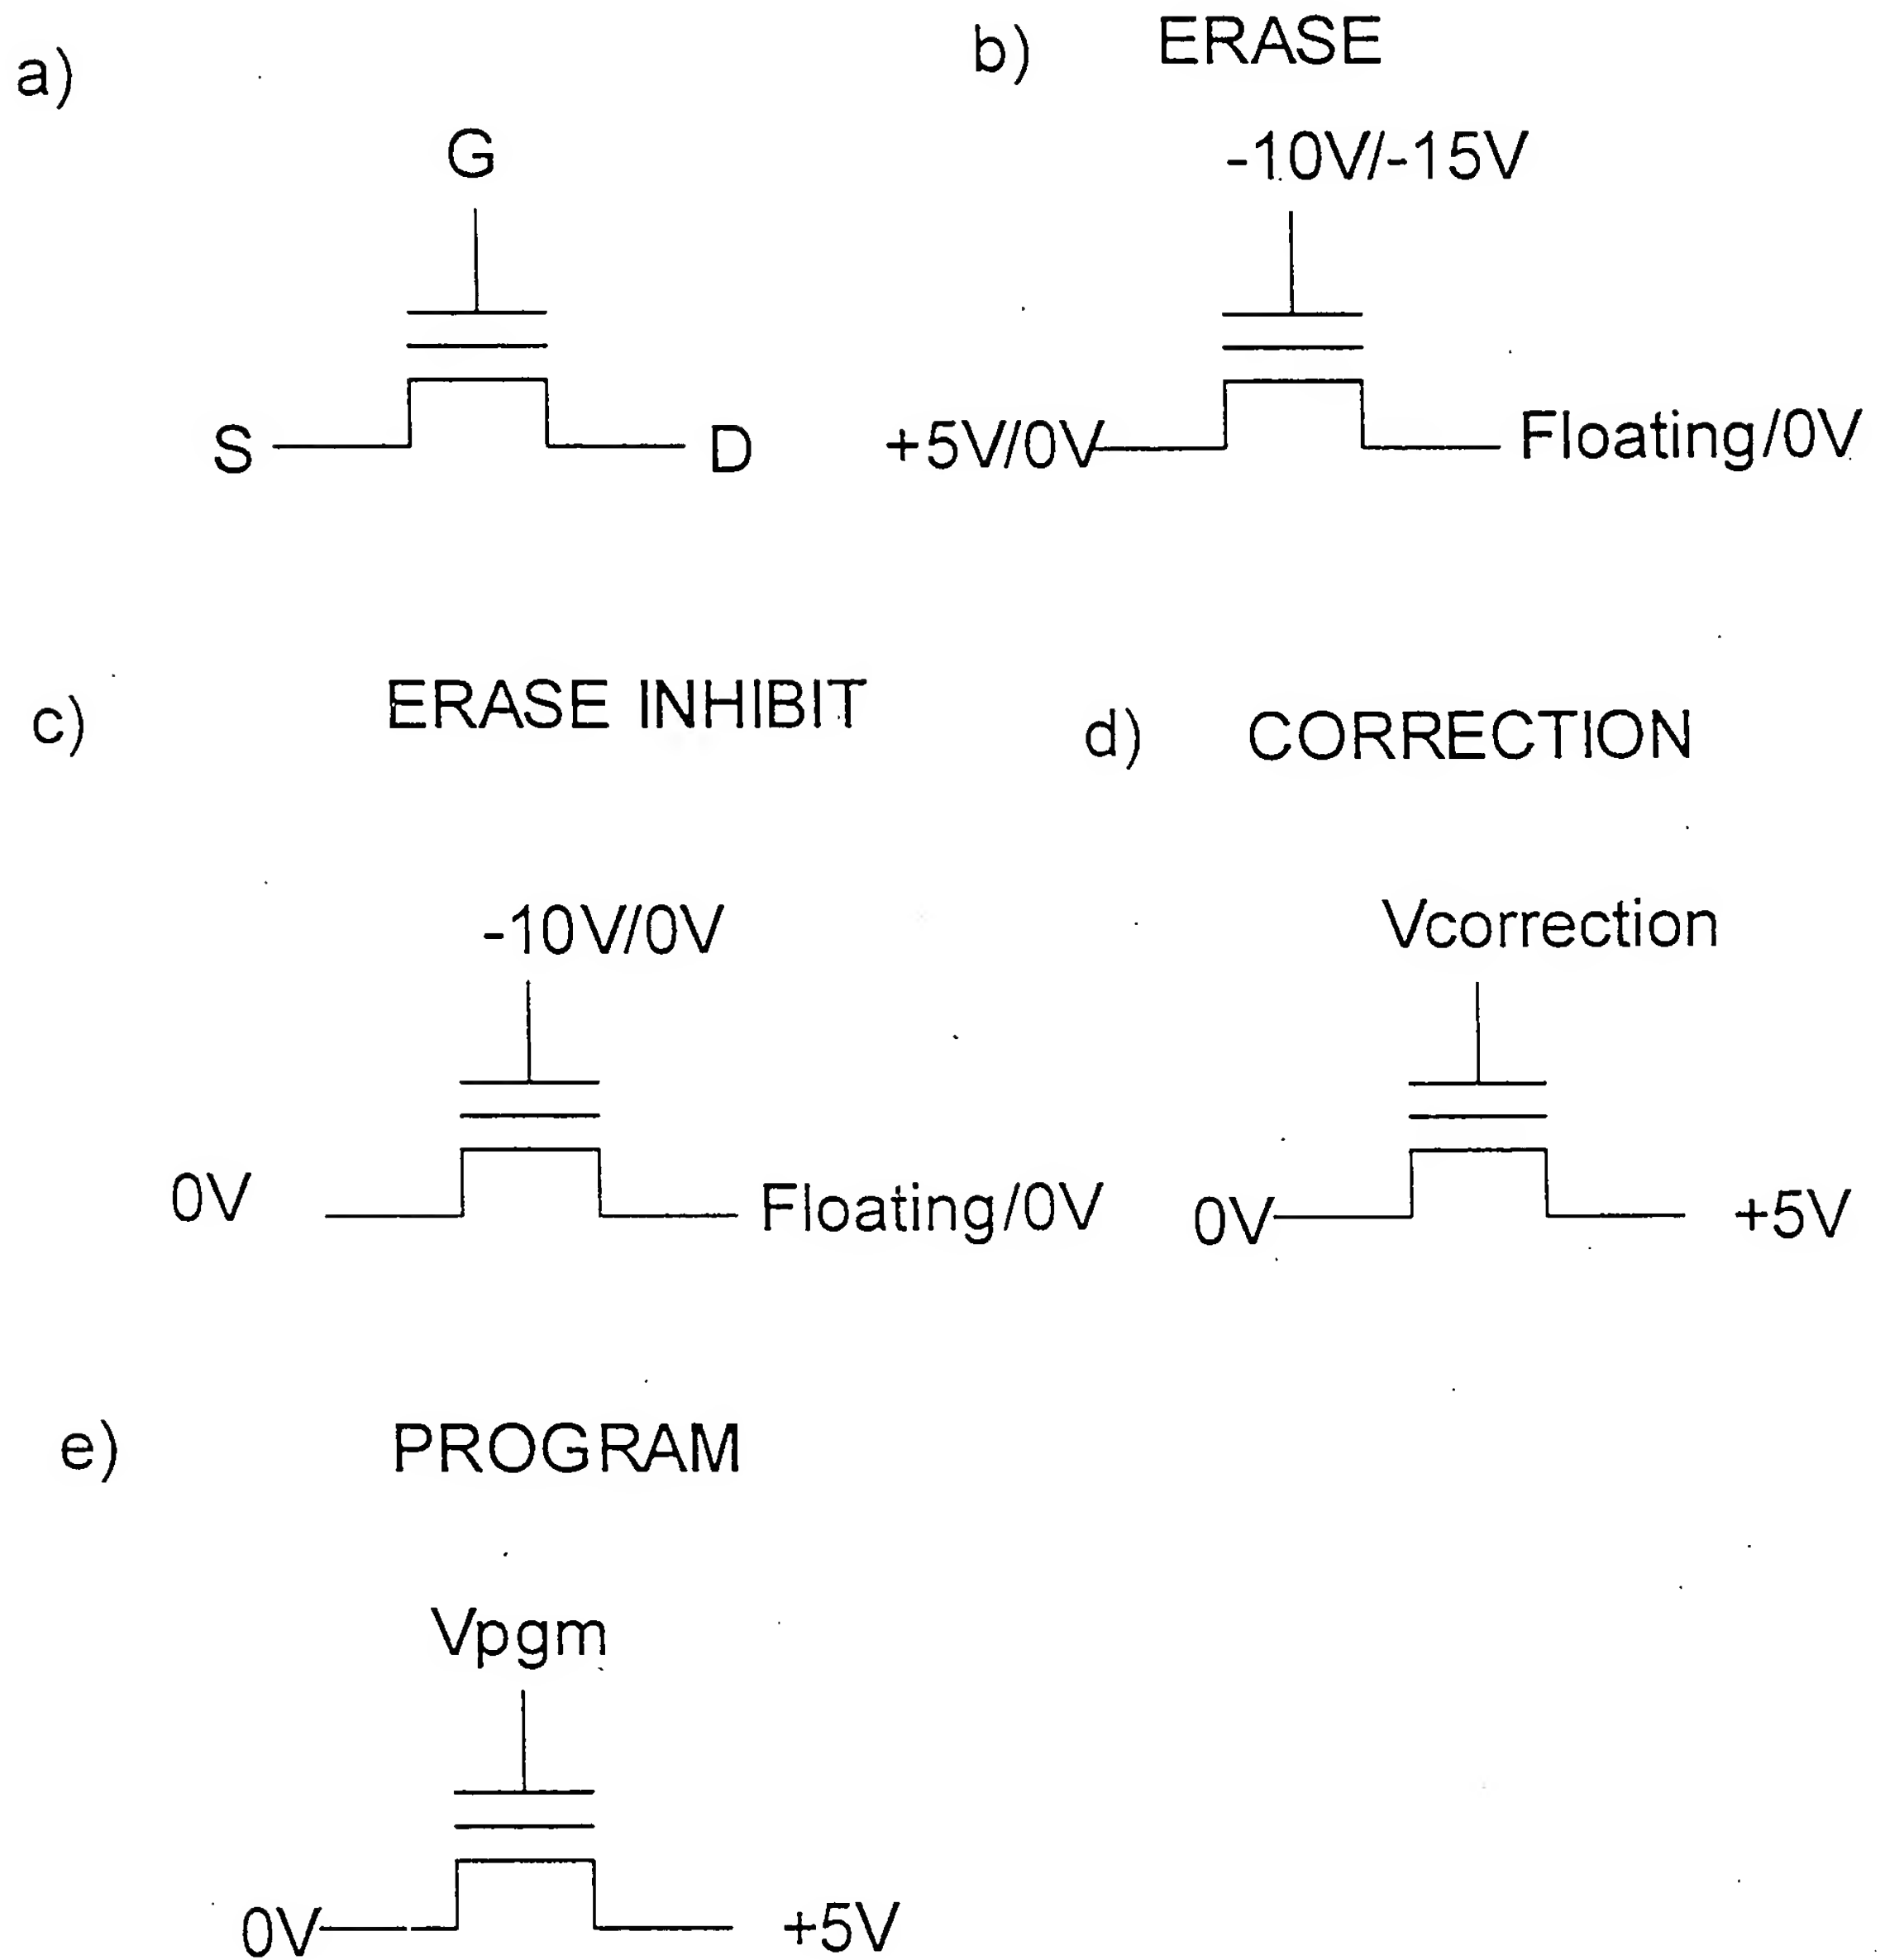 a)
G
S
D
b) ERASE
-10V/-15V
+5V/0V
Floating/0V
c) ERASE INHIBIT
-10V/0V
0V
Floating/0V
d) CORRECTION
Vcorrection
0V
+5V
e) PROGRAM
Vpgm
0V
+5V